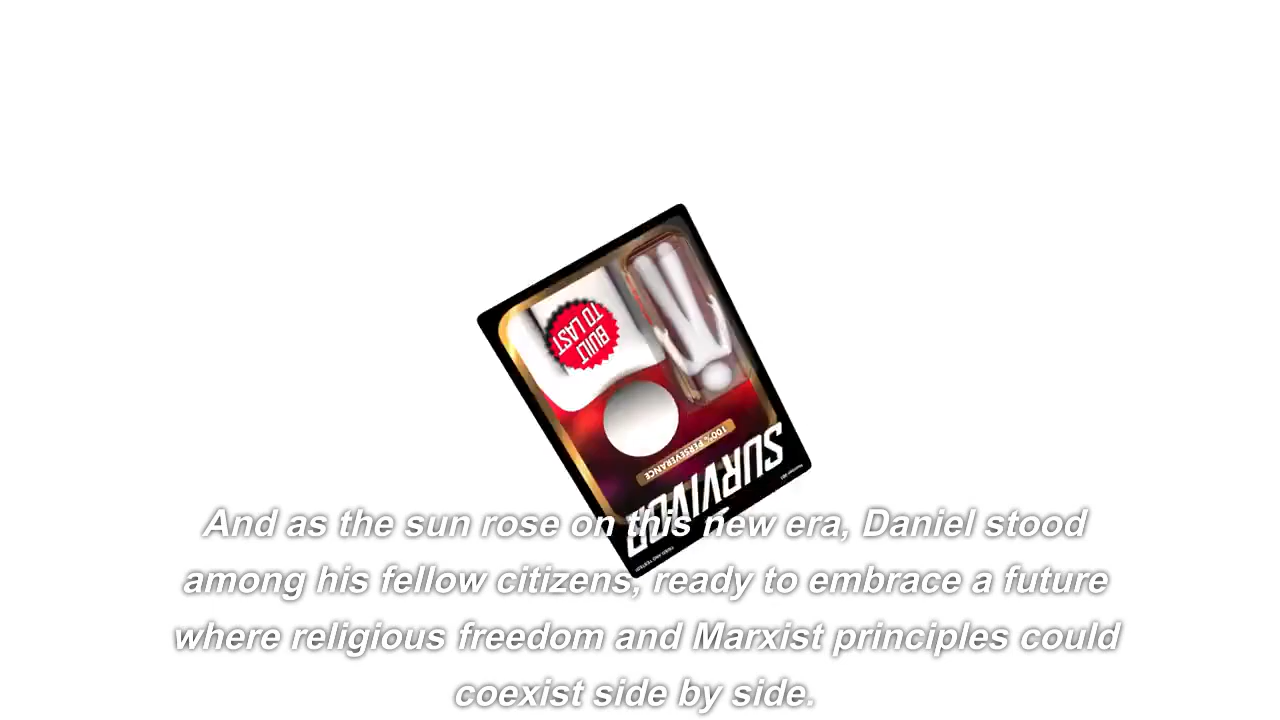 BUILT
TO LAST
100% PERSEVERANCE
SURVIVOR
And as the sun rose on this new era, Daniel stood
among his fellow citizens, ready to embrace a future
where religious freedom and Marxist principles could
coexist side by side.